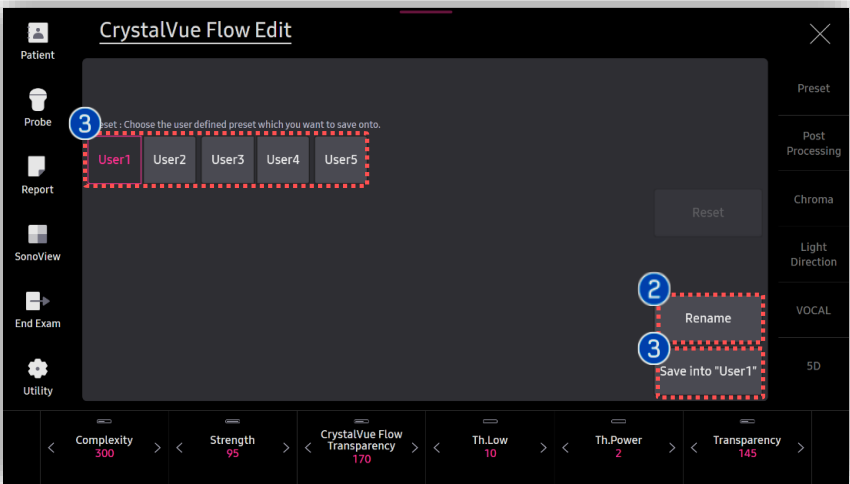 CrystalVue Flow Edit
Patient
Probe
Report
SonoView
End Exam
Utility
3
eset : Choose the user defined preset which you want to save onto.
User1 User2 User3 User4 User5
Reset
2
Rename
3
Save into "User1"
Preset
Post
Processing
Chroma
Light
Direction
VOCAL
5D
< Complexity >
300
< Strength >
95
< CrystalVue Flow
Transparency >
170
< Th.Low >
10
< Th.Power >
2
< Transparency >
145